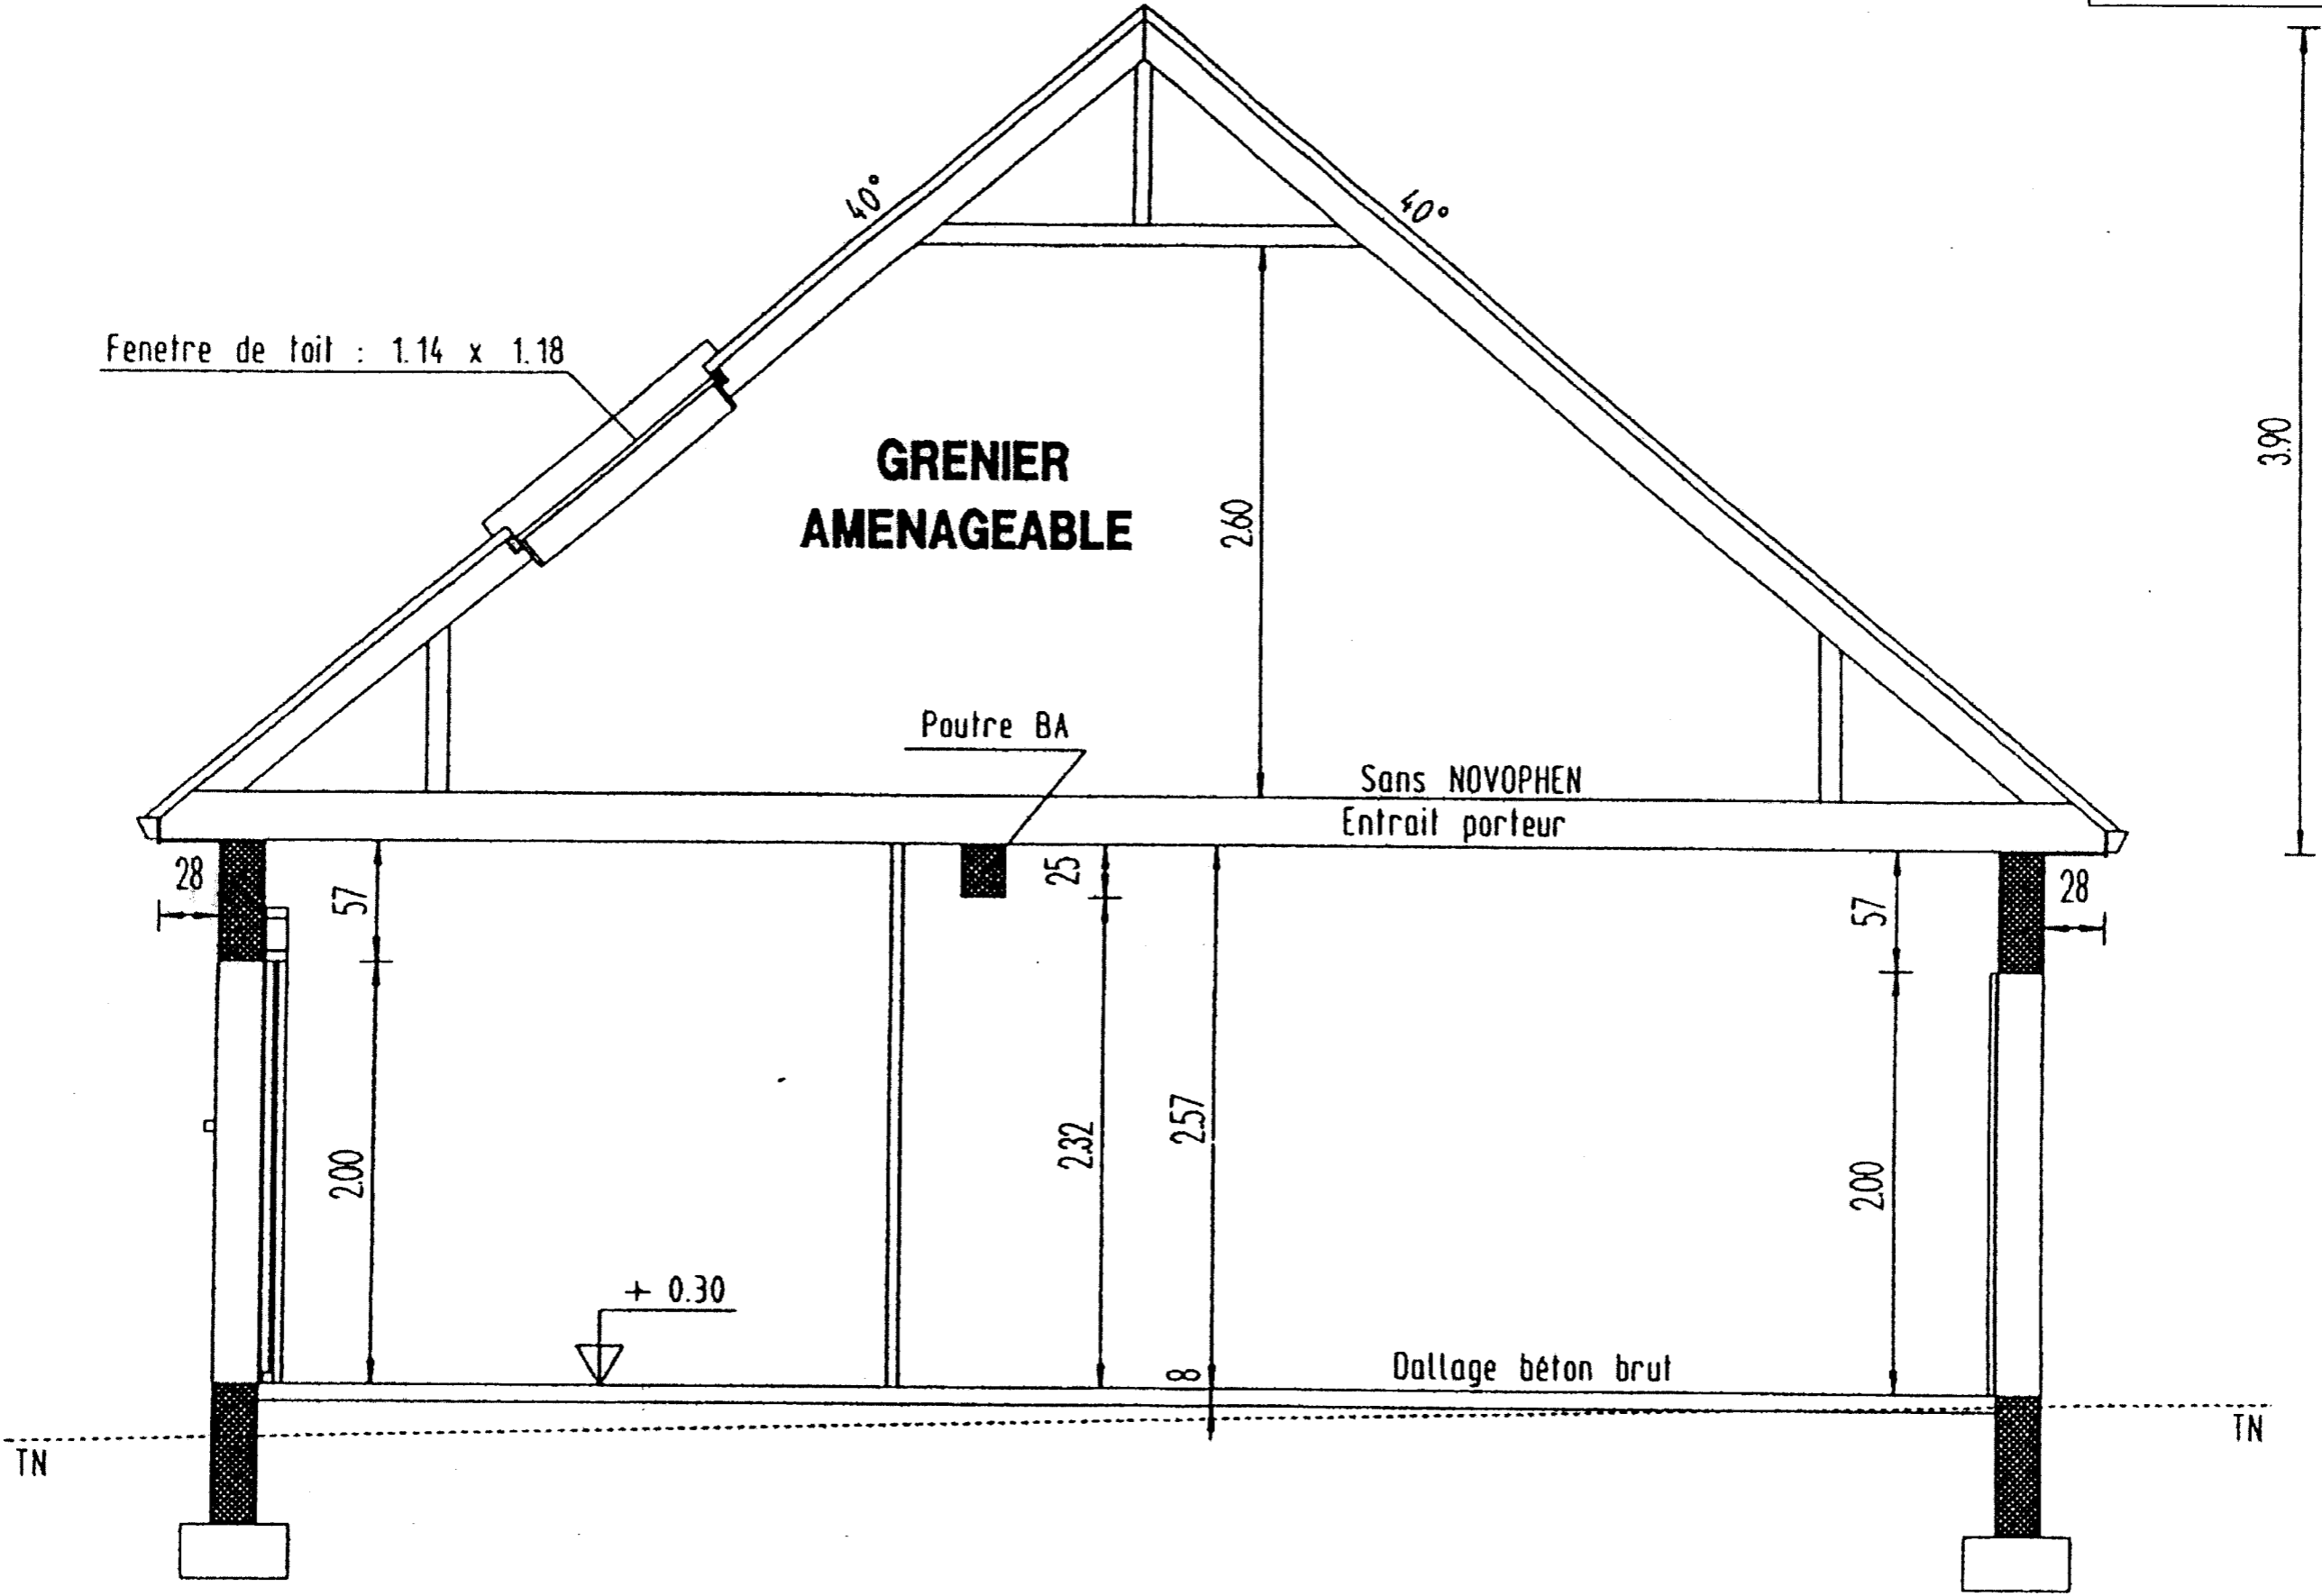 40°
40°
Fenetre de toit : 1.14 x 1.18
3.90
GRENIER
AMENAGEABLE
2.60
Poutre BA
Sans NOVOPHEN
Entrait porteur
28
57
25
57
28
2.00
2.32
2.57
2.00
+ 0.30
8
Dallage béton brut
TN
TN